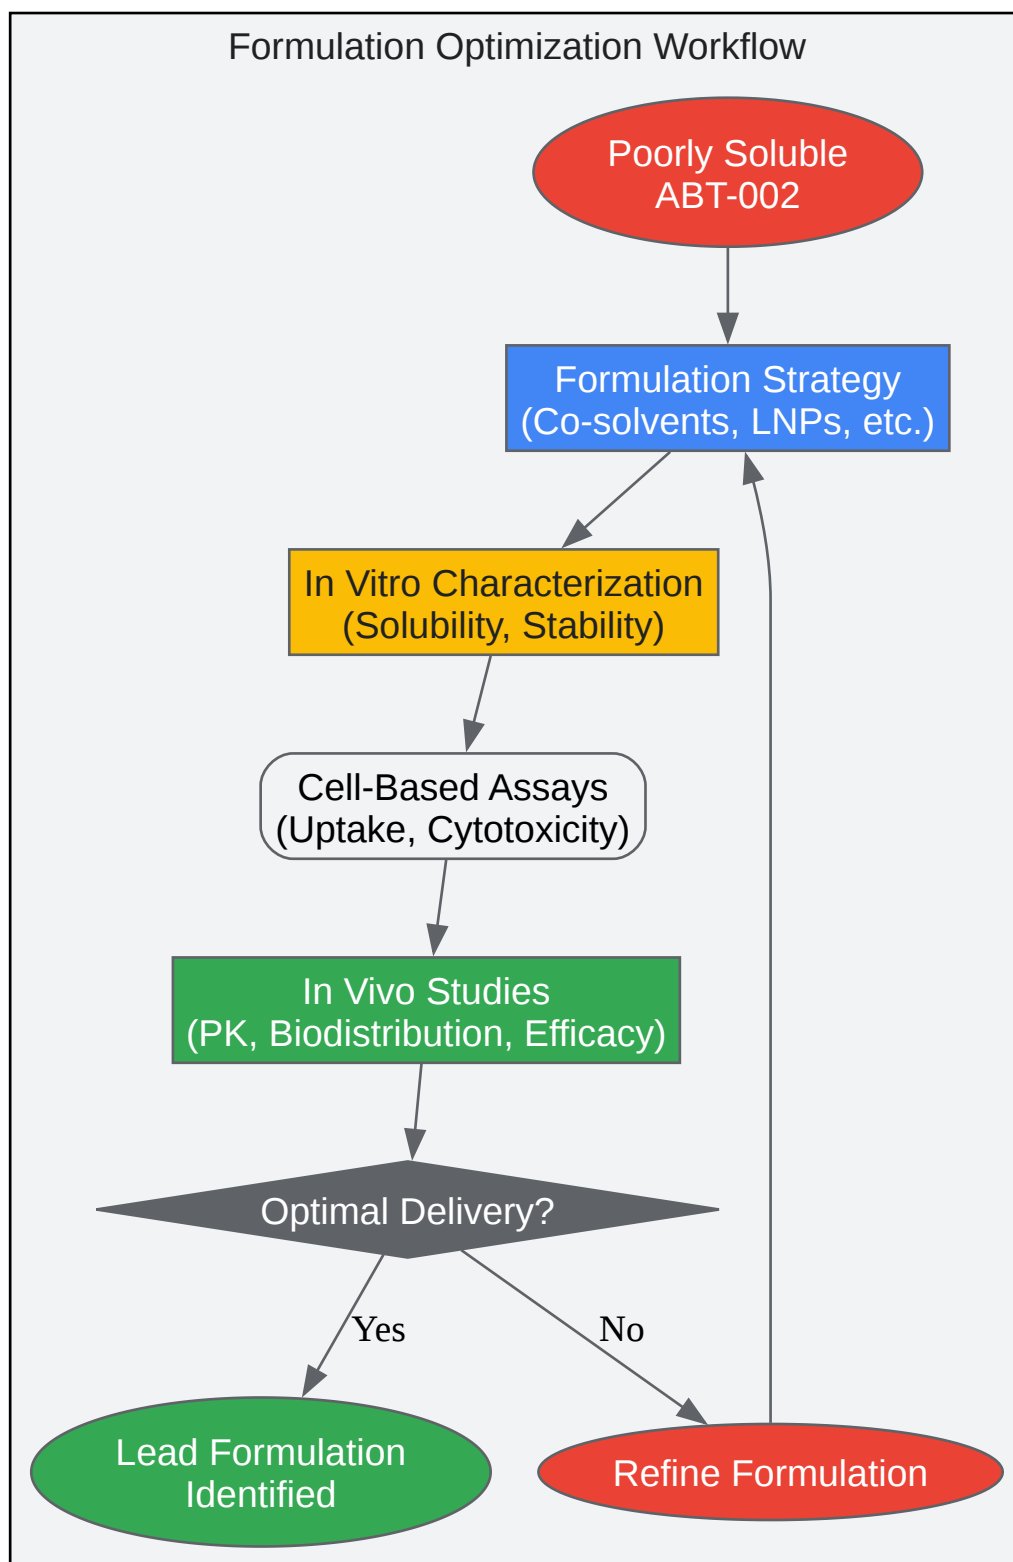 Formulation Optimization Workflow
Poorly Soluble
ABT-002
Formulation Strategy
(Co-solvents, LNPs, etc.)
In Vitro Characterization
(Solubility, Stability)
Cell-Based Assays
(Uptake, Cytotoxicity)
In Vivo Studies
(PK, Biodistribution, Efficacy)
Optimal Delivery?
Yes
No
Lead Formulation
Identified
Refine Formulation